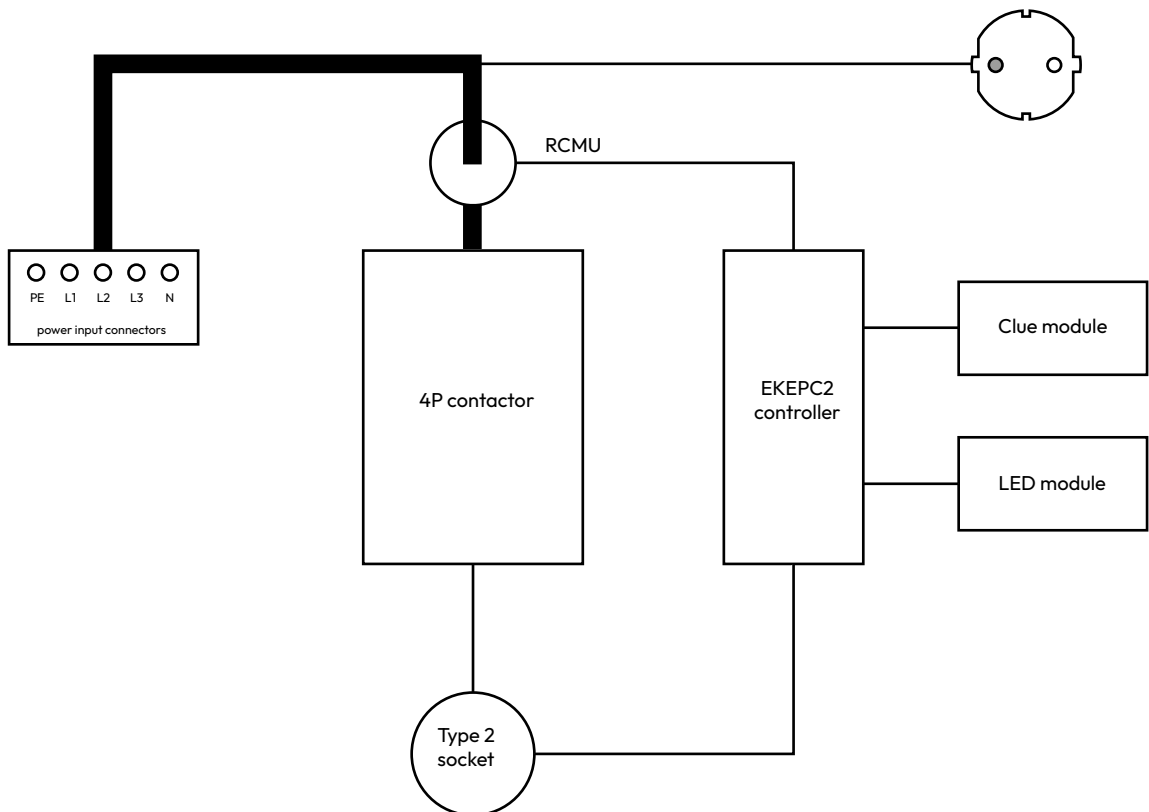 RCMU
PE L1 L2 L3 N
power input connectors
4P contactor
EKEPC2
controller
Clue module
LED module
Type 2
socket